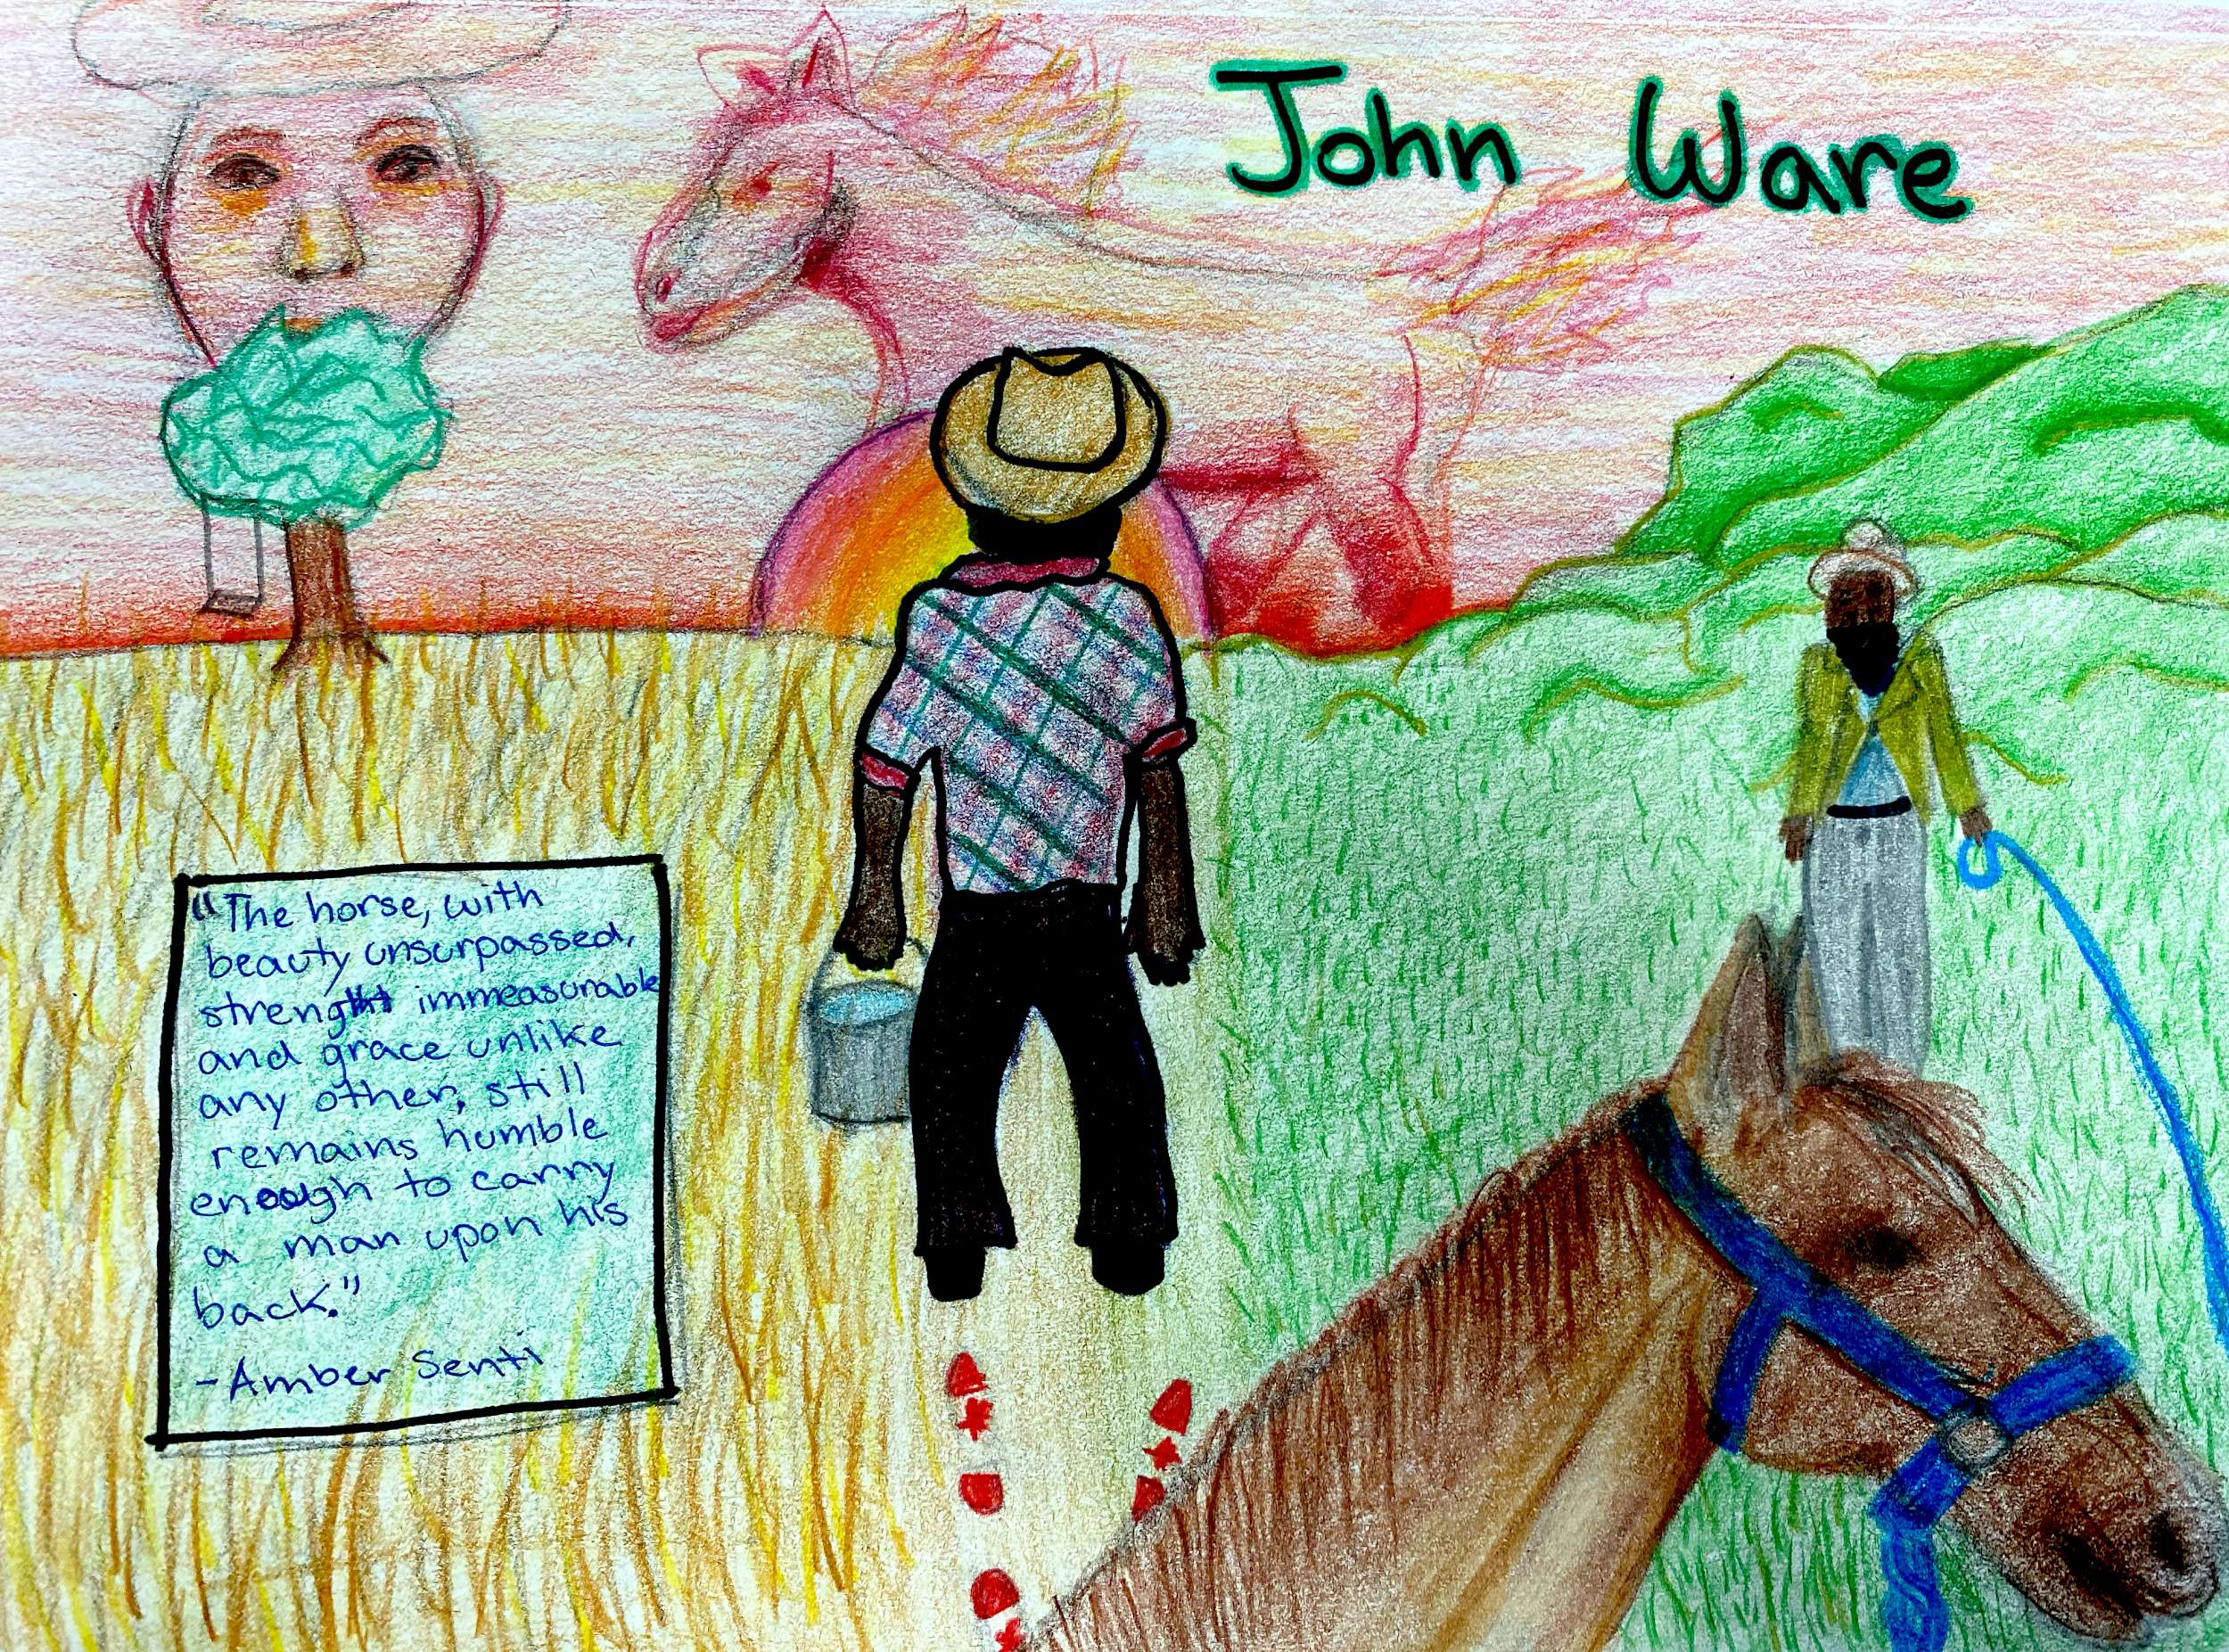 John Ware
"The horse, with
beauty unsurpassed,
strength immeasurable
and grace unlike
any other, still
remains humble
enough to carry
a man upon his
back."
-Amber Senti